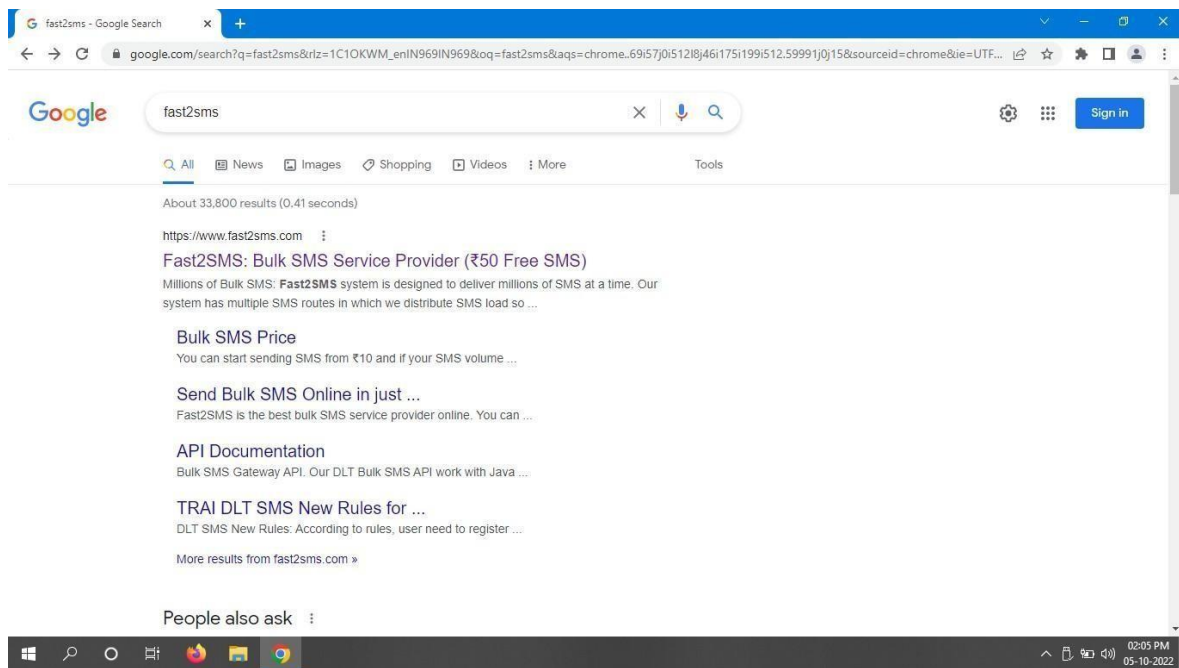 fast2sms - Google Search
google.com/search?q=fast2sms&rlz=1C1OKWM_enIN969IN969&oq=fast2sms&aqs=chrome..69i57j0i512l8j46i175i199i512.59991j0j15&sourceid=chrome&ie=UTF...
Google
fast2sms
Sign in
All News Images Shopping Videos More Tools
About 33,800 results (0.41 seconds)
https://www.fast2sms.com
Fast2SMS: Bulk SMS Service Provider (₹50 Free SMS)
Millions of Bulk SMS: Fast2SMS system is designed to deliver millions of SMS at a time. Our
system has multiple SMS routes in which we distribute SMS load so ...
Bulk SMS Price
You can start sending SMS from ₹10 and if your SMS volume ...
Send Bulk SMS Online in just ...
Fast2SMS is the best bulk SMS service provider online. You can ...
API Documentation
Bulk SMS Gateway API. Our DLT Bulk SMS API work with Java ...
TRAI DLT SMS New Rules for ...
DLT SMS New Rules: According to rules, user need to register ...
More results from fast2sms.com »
People also ask
02:05 PM
05-10-2022